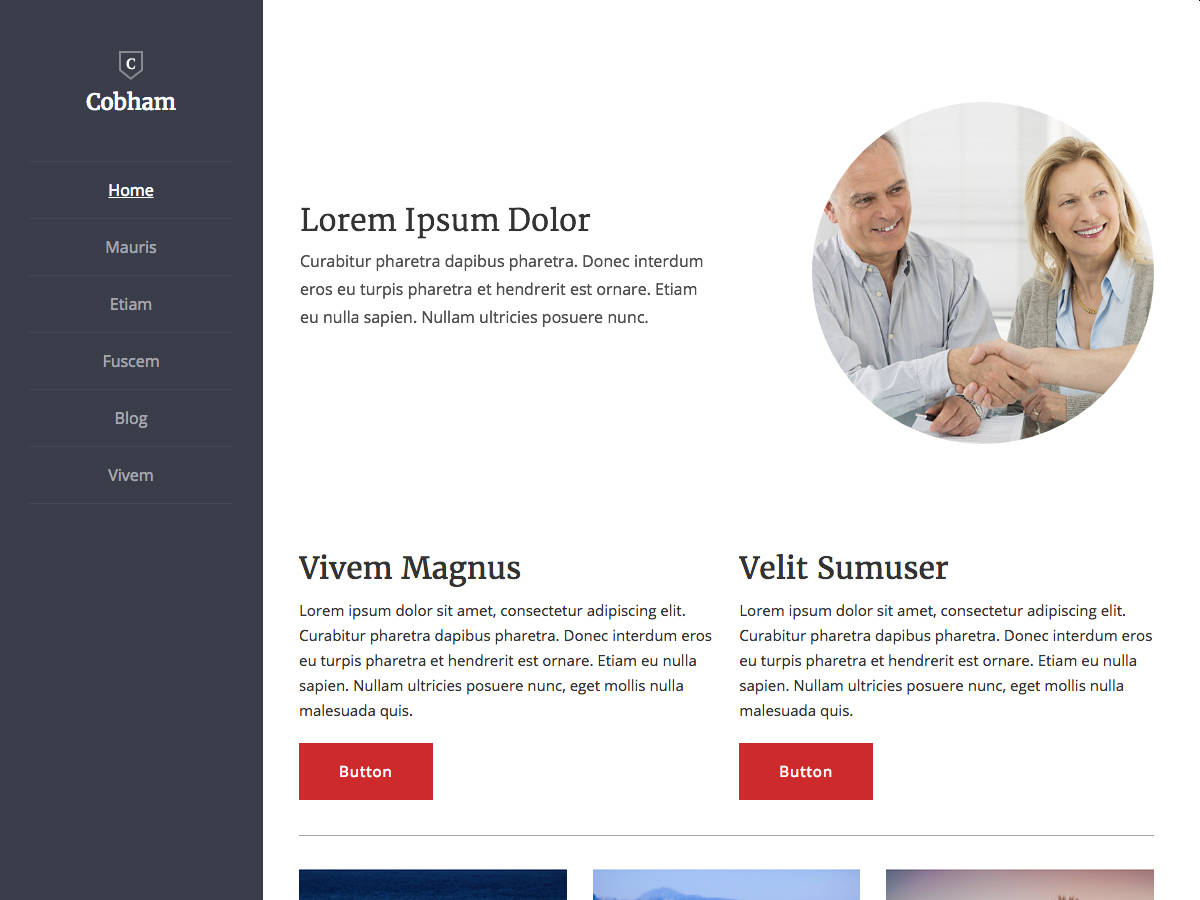 C
Cobham
Home
Mauris
Etiam
Fuscem
Blog
Vivem
Lorem Ipsum Dolor
Curabitur pharetra dapibus pharetra. Donec interdum
eros eu turpis pharetra et hendrerit est ornare. Etiam
eu nulla sapien. Nullam ultricies posuere nunc.
Vivem Magnus
Lorem ipsum dolor sit amet, consectetur adipiscing elit.
Curabitur pharetra dapibus pharetra. Donec interdum eros
eu turpis pharetra et hendrerit est ornare. Etiam eu nulla
sapien. Nullam ultricies posuere nunc, eget mollis nulla
malesuada quis.
Button
Velit Sumuser
Lorem ipsum dolor sit amet, consectetur adipiscing elit.
Curabitur pharetra dapibus pharetra. Donec interdum eros
eu turpis pharetra et hendrerit est ornare. Etiam eu nulla
sapien. Nullam ultricies posuere nunc, eget mollis nulla
malesuada quis.
Button